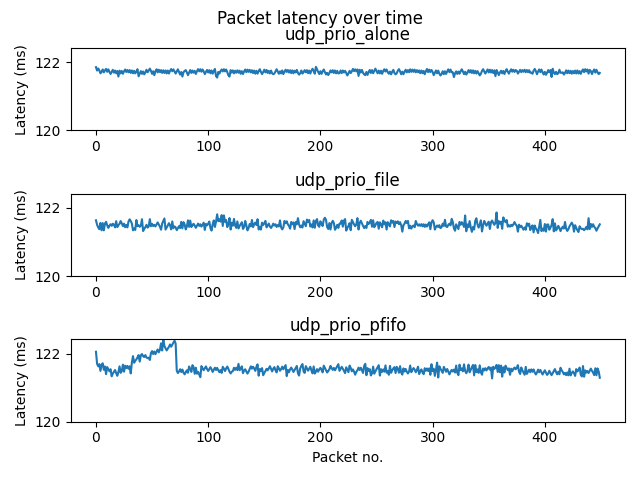 Packet latency over time
udp_prio_alone
Latency (ms)
122
120
0 100 200 300 400
udp_prio_file
Latency (ms)
122
120
0 100 200 300 400
udp_prio_pfifo
Latency (ms)
122
120
0 100 200 300 400
Packet no.